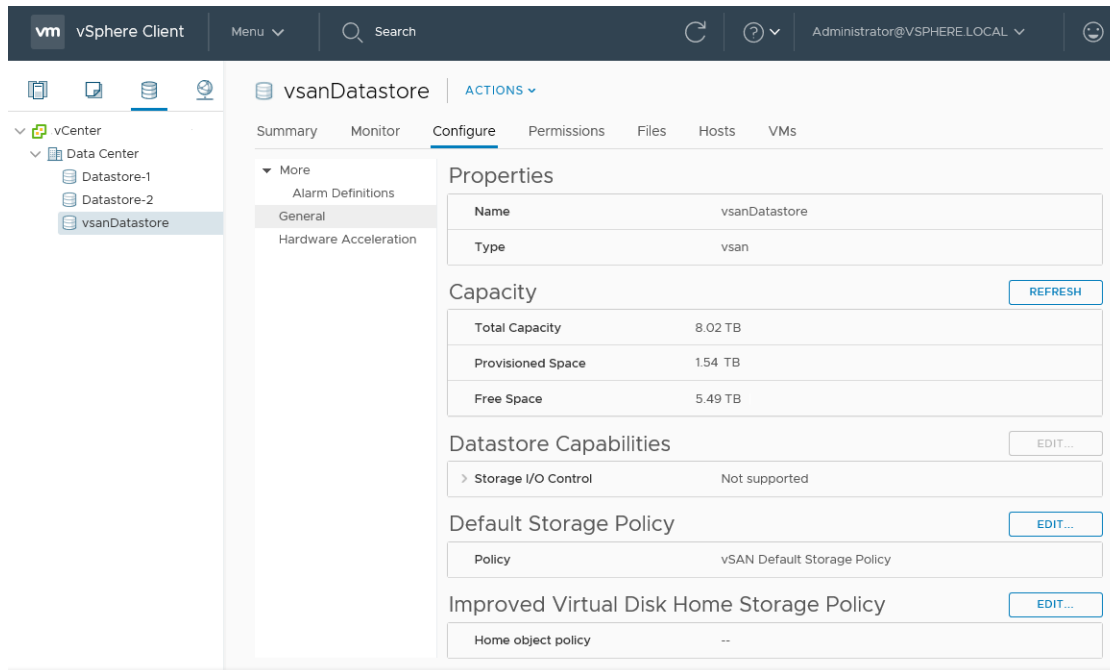 vm vSphere Client Menu Search Administrator@VSPHERE.LOCAL
vCenter
Data Center
Datastore-1
Datastore-2
vsanDatastore
vsanDatastore ACTIONS
Summary Monitor Configure Permissions Files Hosts VMs
More
Alarm Definitions
General
Hardware Acceleration
Properties
Name vsanDatastore
Type vsan
Capacity REFRESH
Total Capacity 8.02 TB
Provisioned Space 1.54 TB
Free Space 5.49 TB
Datastore Capabilities EDIT...
Storage I/O Control Not supported
Default Storage Policy EDIT...
Policy vSAN Default Storage Policy
Improved Virtual Disk Home Storage Policy EDIT...
Home object policy --